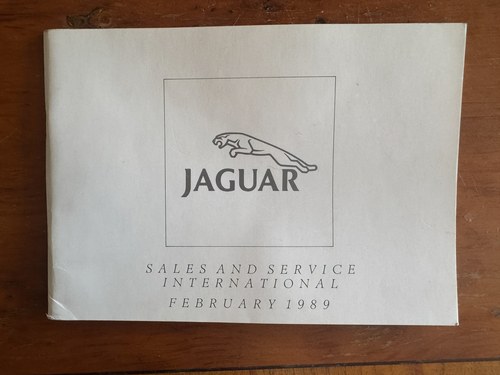 JAGUAR
SALES AND SERVICE
INTERNATIONAL
FEBRUARY 1989